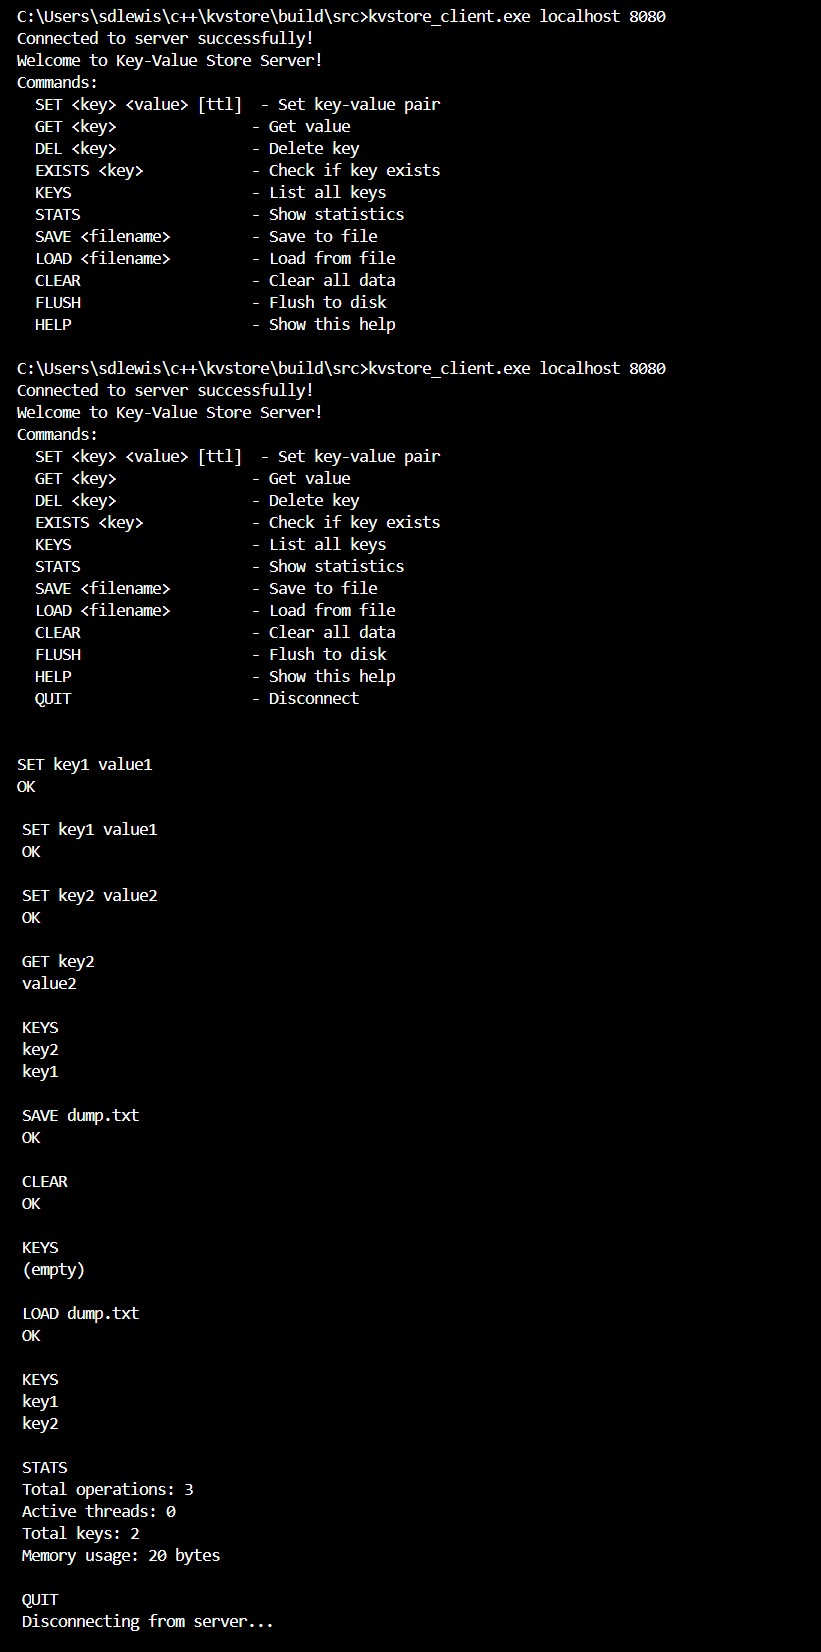 C:\Users\sdlewis\c++\kvstore\build\src>kvstore_client.exe localhost 8080
Connected to server successfully!
Welcome to Key-Value Store Server!
Commands:
  SET <key> <value> [ttl]  - Set key-value pair
  GET <key>               - Get value
  DEL <key>               - Delete key
  EXISTS <key>            - Check if key exists
  KEYS                    - List all keys
  STATS                   - Show statistics
  SAVE <filename>         - Save to file
  LOAD <filename>         - Load from file
  CLEAR                   - Clear all data
  FLUSH                   - Flush to disk
  HELP                    - Show this help

C:\Users\sdlewis\c++\kvstore\build\src>kvstore_client.exe localhost 8080
Connected to server successfully!
Welcome to Key-Value Store Server!
Commands:
  SET <key> <value> [ttl]  - Set key-value pair
  GET <key>               - Get value
  DEL <key>               - Delete key
  EXISTS <key>            - Check if key exists
  KEYS                    - List all keys
  STATS                   - Show statistics
  SAVE <filename>         - Save to file
  LOAD <filename>         - Load from file
  CLEAR                   - Clear all data
  FLUSH                   - Flush to disk
  HELP                    - Show this help
  QUIT                    - Disconnect

SET key1 value1
OK

SET key1 value1
OK

SET key2 value2
OK

GET key2
value2

KEYS
key2
key1

SAVE dump.txt
OK

CLEAR
OK

KEYS
(empty)

LOAD dump.txt
OK

KEYS
key1
key2

STATS
Total operations: 3
Active threads: 0
Total keys: 2
Memory usage: 20 bytes

QUIT
Disconnecting from server...